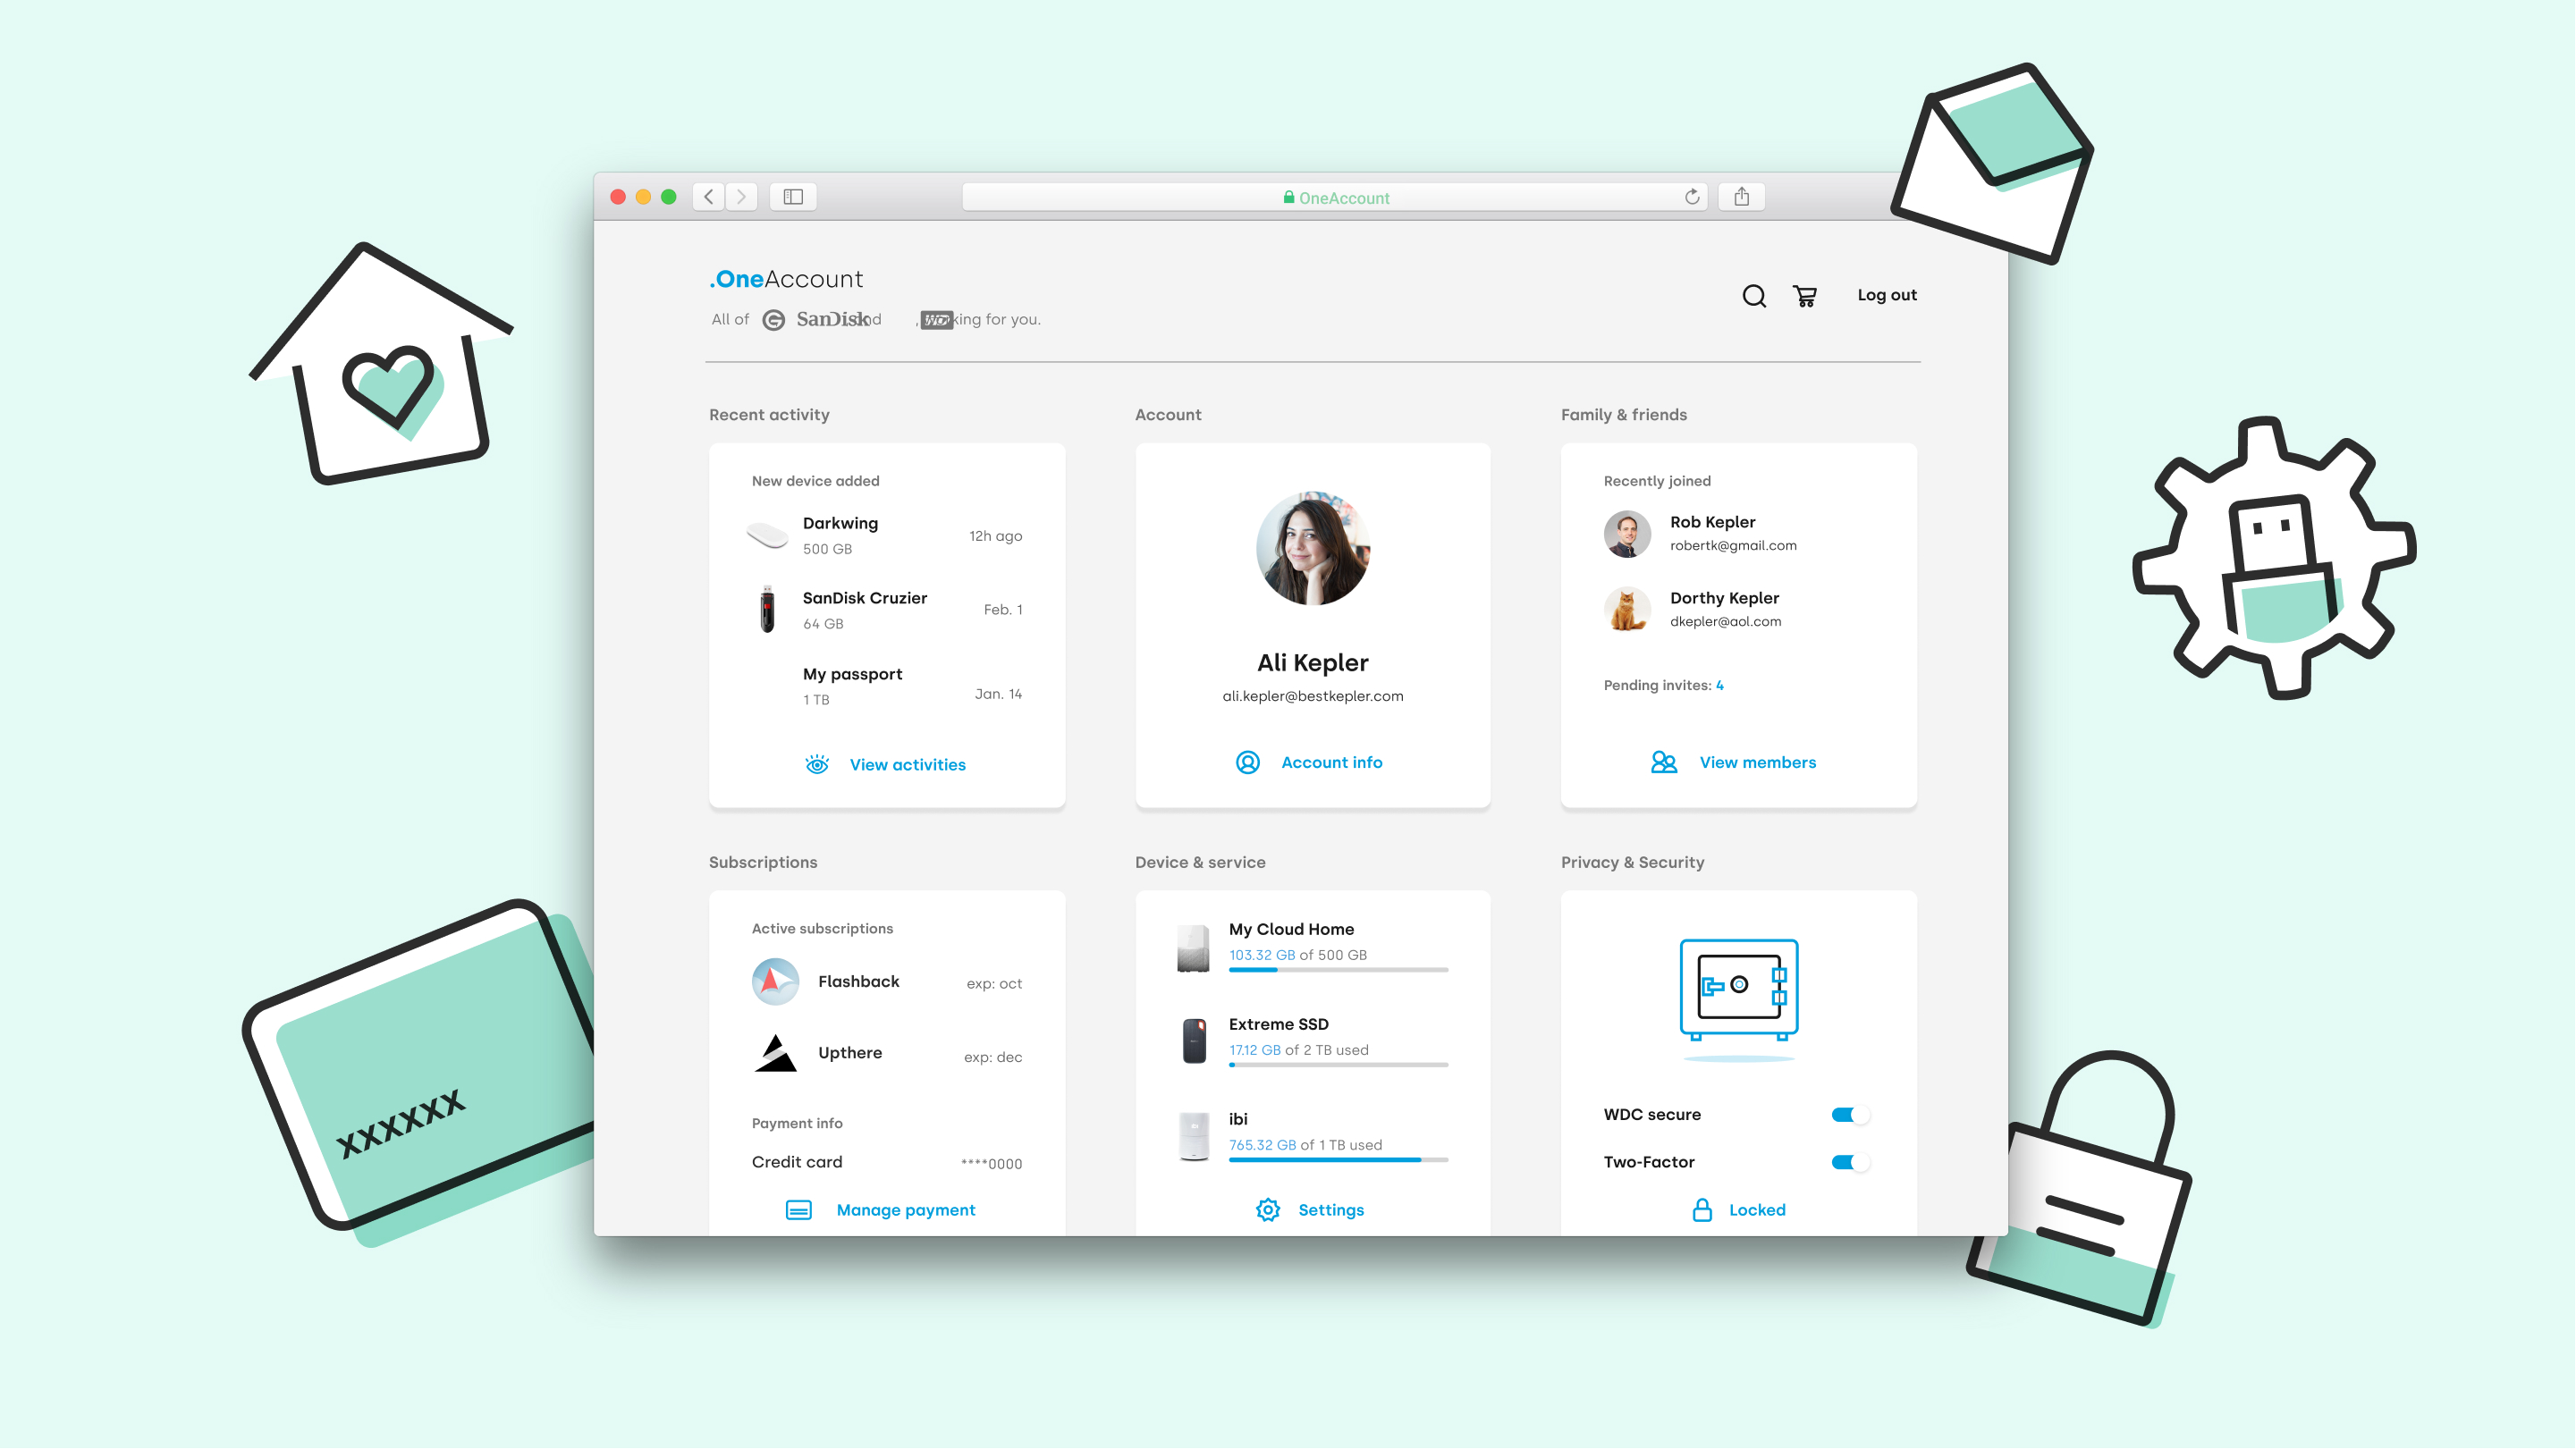 OneAccount
.OneAccount
Log out
All of G SanDisk, and WD, working for you.
Recent activity
Account
Family & friends
New device added
Darkwing
500 GB
12h ago
SanDisk Cruzier
64 GB
Feb. 1
My passport
1 TB
Jan. 14
View activities
Ali Kepler
ali.kepler@bestkepler.com
Account info
Recently joined
Rob Kepler
robertk@gmail.com
Dorthy Kepler
dkepler@aol.com
Pending invites: 4
View members
Subscriptions
Device & service
Privacy & Security
Active subscriptions
Flashback
exp: oct
Upthere
exp: dec
Payment info
Credit card
****0000
Manage payment
My Cloud Home
103.32 GB of 500 GB
Extreme SSD
17.12 GB of 2 TB used
ibi
765.32 GB of 1 TB used
Settings
WDC secure
Two-Factor
Locked
xxxxxx